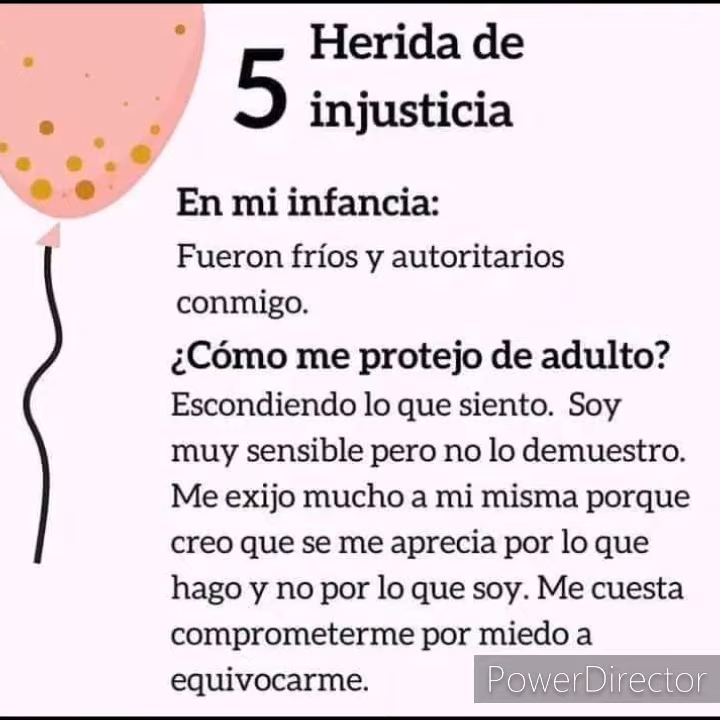 5
Herida de
injusticia
En mi infancia:
Fueron fríos y autoritarios
conmigo.
¿Cómo me protejo de adulto?
Escondiendo lo que siento. Soy
muy sensible pero no lo demuestro.
Me exijo mucho a mi misma porque
creo que se me aprecia por lo que
hago y no por lo que soy. Me cuesta
comprometerme por miedo a
equivocarme.
PowerDirector